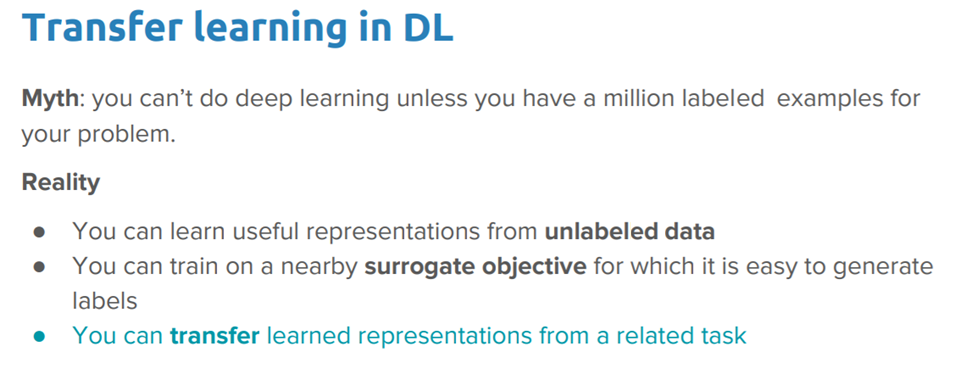 Transfer learning in DL
Myth: you can't do deep learning unless you have a million labeled examples for
your problem.
Reality
● You can learn useful representations from unlabeled data
● You can train on a nearby surrogate objective for which it is easy to generate
labels
● You can transfer learned representations from a related task